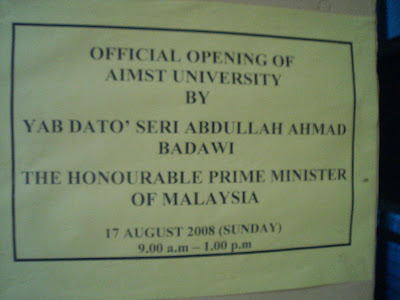 OFFICIAL OPENING OF
AIMST UNIVERSITY
BY
YAB DATO' SERI ABDULLAH AHMAD
BADAWI
THE HONOURABLE PRIME MINISTER
OF MALAYSIA
17 AUGUST 2008 (SUNDAY)
9.00 a.m – 1.00 p.m